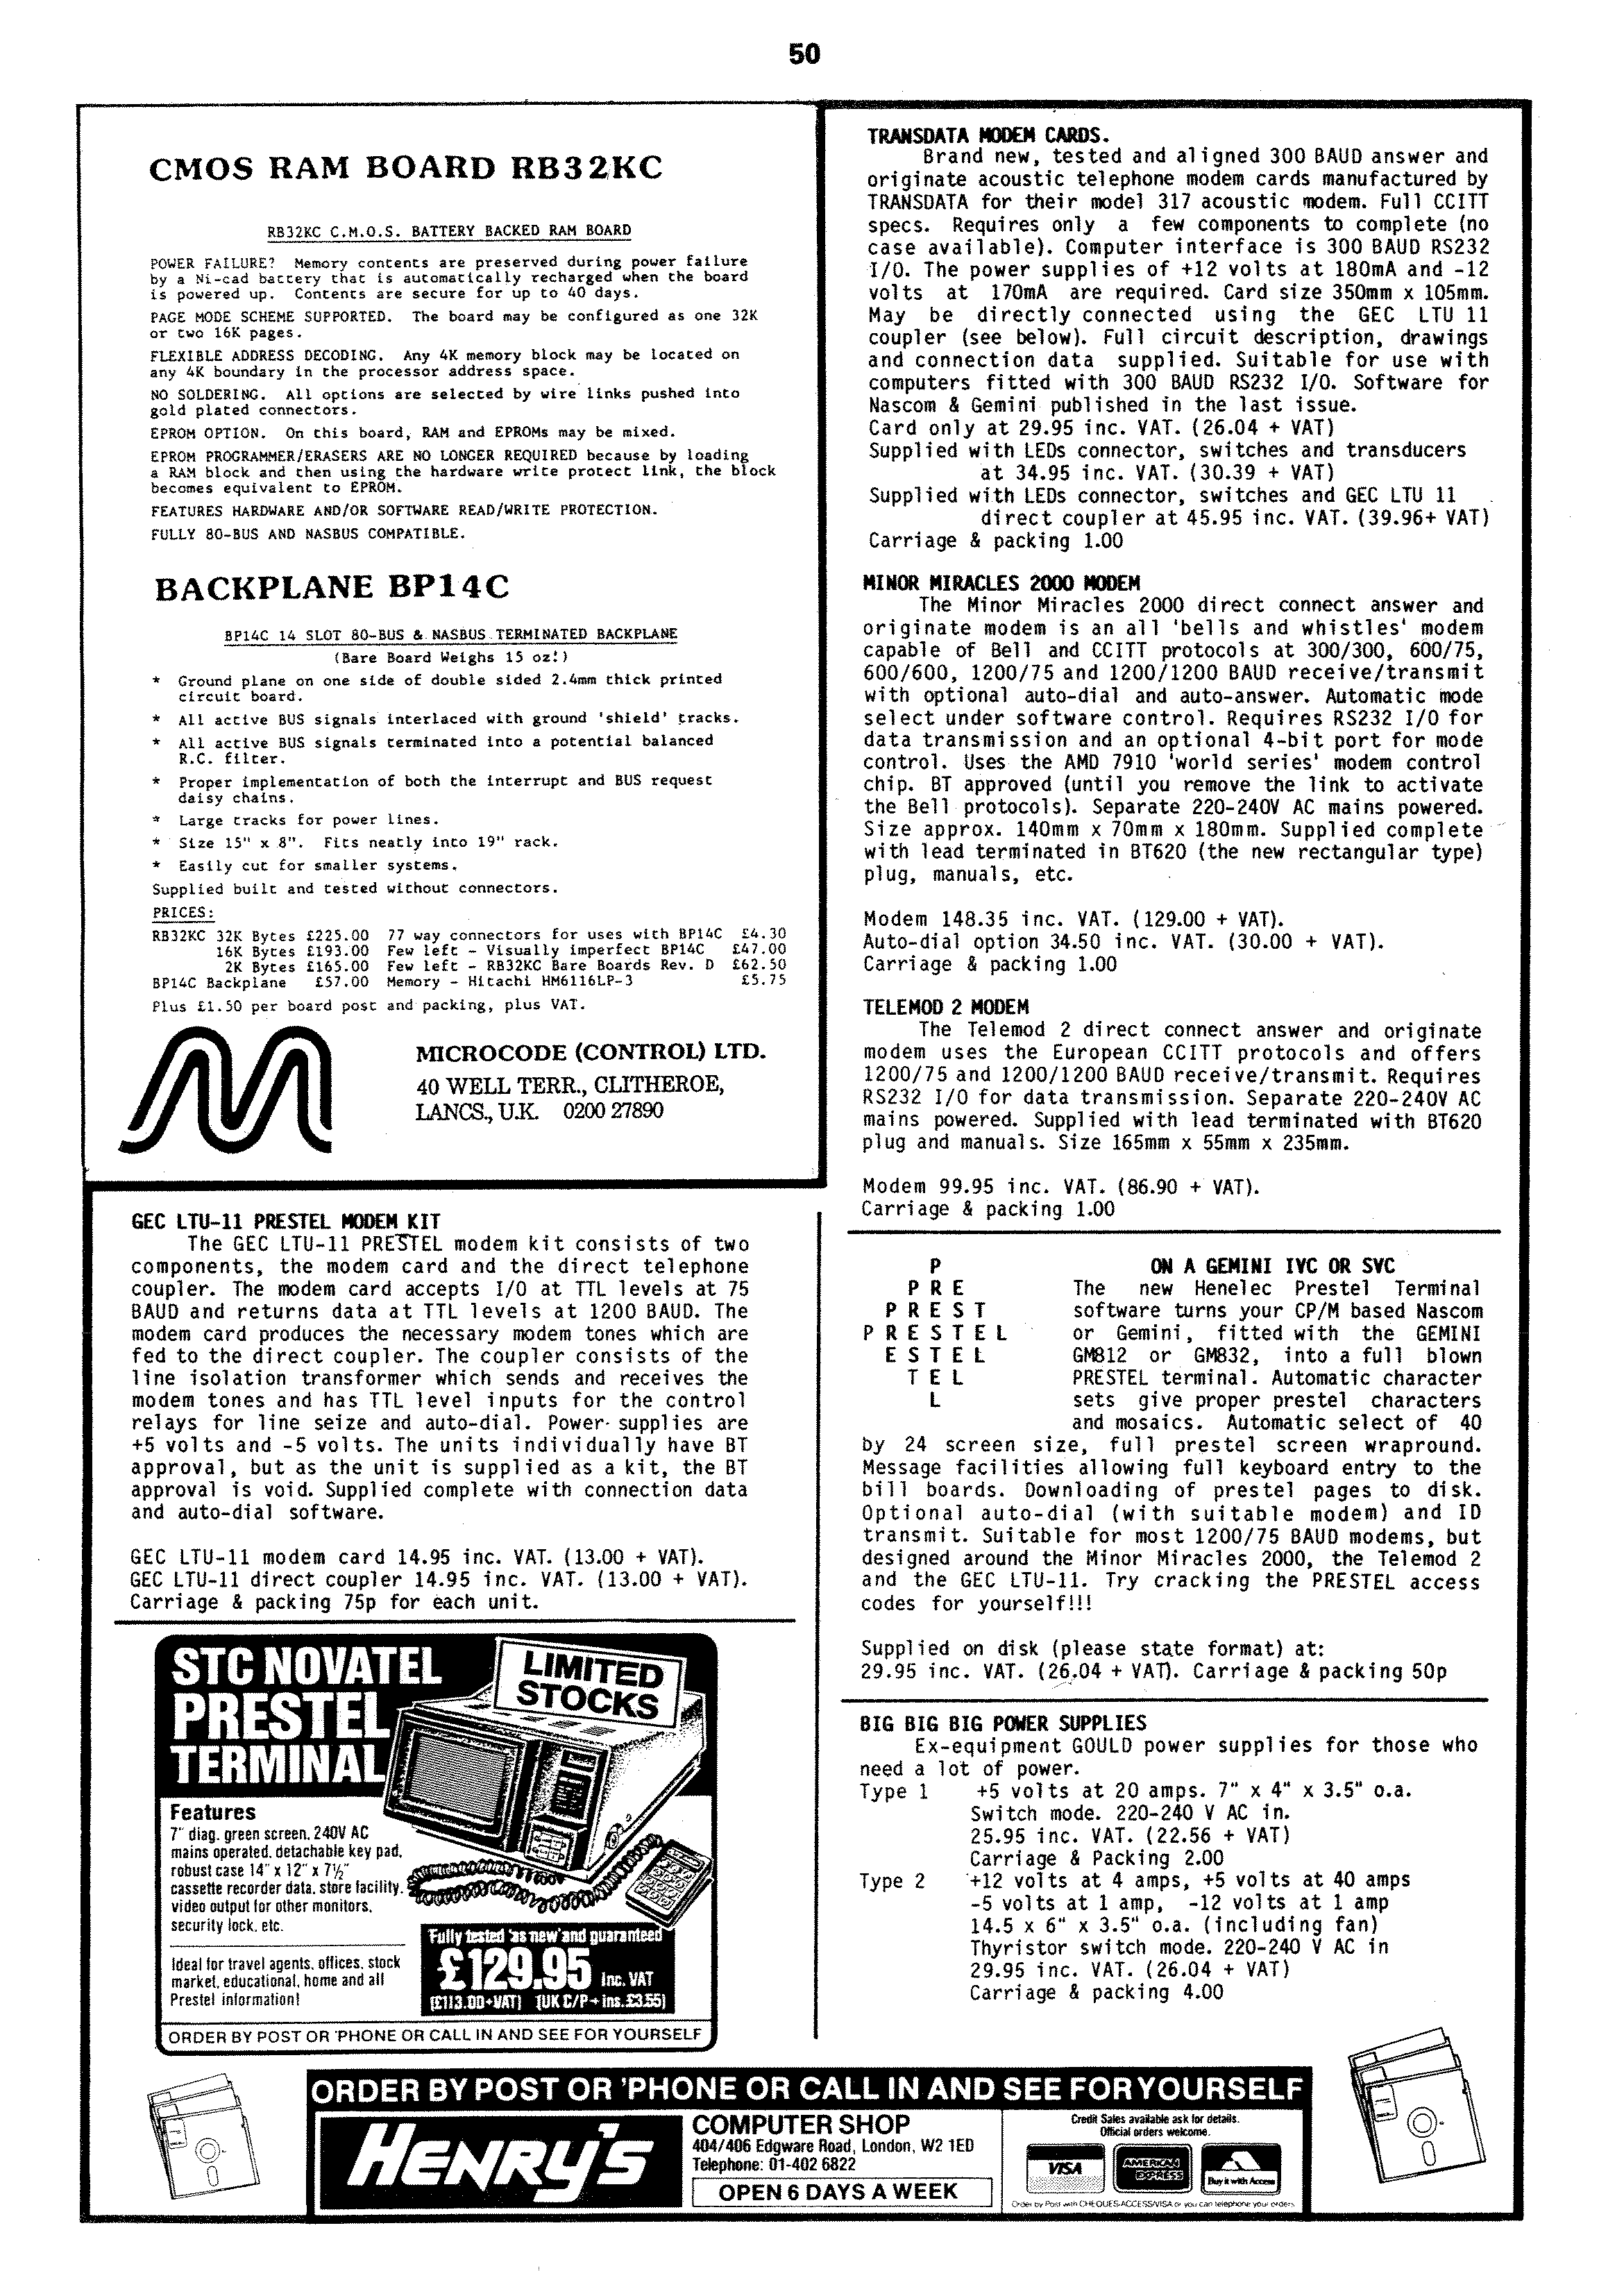 50
CMOS RAM BOARD RB32KC
RB32KC C.M.O.S. BATTERY BACKED RAM BOARD
POWER FAILURE? Memory contents are preserved during power failure
by a Ni-cad battery that is automatically recharged when the board
is powered up. Contents are secure for up to 40 days.
PAGE MODE SCHEME SUPPORTED. The board may be configured as one 32K
or two 16K pages.
FLEXIBLE ADDRESS DECODING. Any 4K memory block may be located on
any 4K boundary in the processor address space.
NO SOLDERING. All options are selected by wire links pushed into
gold plated connectors.
EPROM OPTION. On this board, RAM and EPROMs may be mixed.
EPROM PROGRAMMER/ERASERS ARE NO LONGER REQUIRED because by loading
a RAM block and then using the hardware write protect link, the block
becomes equivalent to EPROM.
FEATURES HARDWARE AND/OR SOFTWARE READ/WRITE PROTECTION.
FULLY 80-BUS AND NASBUS COMPATIBLE.
BACKPLANE BP14C
BP14C 14 SLOT 80-BUS & NASBUS TERMINATED BACKPLANE
(Bare Board Weighs 15 oz!)
* Ground plane on one side of double sided 2.4mm thick printed
circuit board.
* All active BUS signals interlaced with ground 'shield' tracks.
* All active BUS signals terminated into a potential balanced
R.C. filter.
* Proper implementation of both the interrupt and BUS request
daisy chains.
* Large tracks for power lines.
* Size 15" x 8". Fits neatly into 19" rack.
* Easily cut for smaller systems.
Supplied built and tested without connectors.
PRICES:
RB32KC 32K Bytes £225.00 77 way connectors for uses with BP14C £4.30
16K Bytes £193.00 Few left - Visually imperfect BP14C £47.00
2K Bytes £165.00 Few left - RB32KC Bare Boards Rev. D £62.50
BP14C Backplane £57.00 Memory - Hitachi HM6116LP-3 £5.75
Plus £1.50 per board post and packing, plus VAT.
MICROCODE (CONTROL) LTD.
40 WELL TERR., CLITHEROE,
LANCS., U.K. 0200 27890
GEC LTU-11 PRESTEL MODEM KIT
The GEC LTU-11 PRESTEL modem kit consists of two
components, the modem card and the direct telephone
coupler. The modem card accepts I/O at TTL levels at 75
BAUD and returns data at TTL levels at 1200 BAUD. The
modem card produces the necessary modem tones which are
fed to the direct coupler. The coupler consists of the
line isolation transformer which sends and receives the
modem tones and has TTL level inputs for the control
relays for line seize and auto-dial. Power supplies are
+5 volts and -5 volts. The units individually have BT
approval, but as the unit is supplied as a kit, the BT
approval is void. Supplied complete with connection data
and auto-dial software.
GEC LTU-11 modem card 14.95 inc. VAT. (13.00 + VAT).
GEC LTU-11 direct coupler 14.95 inc. VAT. (13.00 + VAT).
Carriage & packing 75p for each unit.
STC NOVATEL
PRESTEL
TERMINAL
LIMITED
STOCKS
Features
7" diag. green screen, 240V AC
mains operated, detachable key pad,
robust case 14" x 12" x 7½"
cassette recorder data, store facility,
video output for other monitors,
security lock, etc.
Ideal for travel agents, offices, stock
market, educational, home and all
Prestel information!
Fully tested 'as new' and guaranteed
£129.95 Inc. VAT
(£113.00+VAT) (UK C/P + ins. £3.55)
ORDER BY POST OR 'PHONE OR CALL IN AND SEE FOR YOURSELF
TRANSDATA MODEM CARDS.
Brand new, tested and aligned 300 BAUD answer and
originate acoustic telephone modem cards manufactured by
TRANSDATA for their model 317 acoustic modem. Full CCITT
specs. Requires only a few components to complete (no
case available). Computer interface is 300 BAUD RS232
I/O. The power supplies of +12 volts at 180mA and -12
volts at 170mA are required. Card size 350mm x 105mm.
May be directly connected using the GEC LTU 11
coupler (see below). Full circuit description, drawings
and connection data supplied. Suitable for use with
computers fitted with 300 BAUD RS232 I/O. Software for
Nascom & Gemini published in the last issue.
Card only at 29.95 inc. VAT. (26.04 + VAT)
Supplied with LEDs connector, switches and transducers
at 34.95 inc. VAT. (30.39 + VAT)
Supplied with LEDs connector, switches and GEC LTU 11
direct coupler at 45.95 inc. VAT. (39.96+ VAT)
Carriage & packing 1.00
MINOR MIRACLES 2000 MODEM
The Minor Miracles 2000 direct connect answer and
originate modem is an all 'bells and whistles' modem
capable of Bell and CCITT protocols at 300/300, 600/75,
600/600, 1200/75 and 1200/1200 BAUD receive/transmit
with optional auto-dial and auto-answer. Automatic mode
select under software control. Requires RS232 I/O for
data transmission and an optional 4-bit port for mode
control. Uses the AMD 7910 'world series' modem control
chip. BT approved (until you remove the link to activate
the Bell protocols). Separate 220-240V AC mains powered.
Size approx. 140mm x 70mm x 180mm. Supplied complete
with lead terminated in BT620 (the new rectangular type)
plug, manuals, etc.
Modem 148.35 inc. VAT. (129.00 + VAT).
Auto-dial option 34.50 inc. VAT. (30.00 + VAT).
Carriage & packing 1.00
TELEMOD 2 MODEM
The Telemod 2 direct connect answer and originate
modem uses the European CCITT protocols and offers
1200/75 and 1200/1200 BAUD receive/transmit. Requires
RS232 I/O for data transmission. Separate 220-240V AC
mains powered. Supplied with lead terminated with BT620
plug and manuals. Size 165mm x 55mm x 235mm.
Modem 99.95 inc. VAT. (86.90 + VAT).
Carriage & packing 1.00
P
P R E
P R E S T
P R E S T E L
E S T E L
T E L
L
ON A GEMINI IVC OR SVC
The new Henelec Prestel Terminal
software turns your CP/M based Nascom
or Gemini, fitted with the GEMINI
GM812 or GM832, into a full blown
PRESTEL terminal. Automatic character
sets give proper prestel characters
and mosaics. Automatic select of 40
by 24 screen size, full prestel screen wrapround.
Message facilities allowing full keyboard entry to the
bill boards. Downloading of prestel pages to disk.
Optional auto-dial (with suitable modem) and ID
transmit. Suitable for most 1200/75 BAUD modems, but
designed around the Minor Miracles 2000, the Telemod 2
and the GEC LTU-11. Try cracking the PRESTEL access
codes for yourself!!!
Supplied on disk (please state format) at:
29.95 inc. VAT. (26.04 + VAT). Carriage & packing 50p
BIG BIG BIG POWER SUPPLIES
Ex-equipment GOULD power supplies for those who
need a lot of power.
Type 1 +5 volts at 20 amps. 7" x 4" x 3.5" o.a.
Switch mode. 220-240 V AC in.
25.95 inc. VAT. (22.56 + VAT)
Carriage & Packing 2.00
Type 2 +12 volts at 4 amps, +5 volts at 40 amps
-5 volts at 1 amp, -12 volts at 1 amp
14.5 x 6" x 3.5" o.a. (including fan)
Thyristor switch mode. 220-240 V AC in
29.95 inc. VAT. (26.04 + VAT)
Carriage & packing 4.00
ORDER BY POST OR 'PHONE OR CALL IN AND SEE FOR YOURSELF
HENRY'S
COMPUTER SHOP
404/406 Edgware Road, London, W2 1ED
Telephone: 01-402 6822
OPEN 6 DAYS A WEEK
Credit Sales available ask for details.
Official orders welcome.
VISA
AMERICAN
EXPRESS
Buy it with Access
Order by Post with CHEQUES-ACCESS/VISA or you can telephone your orders